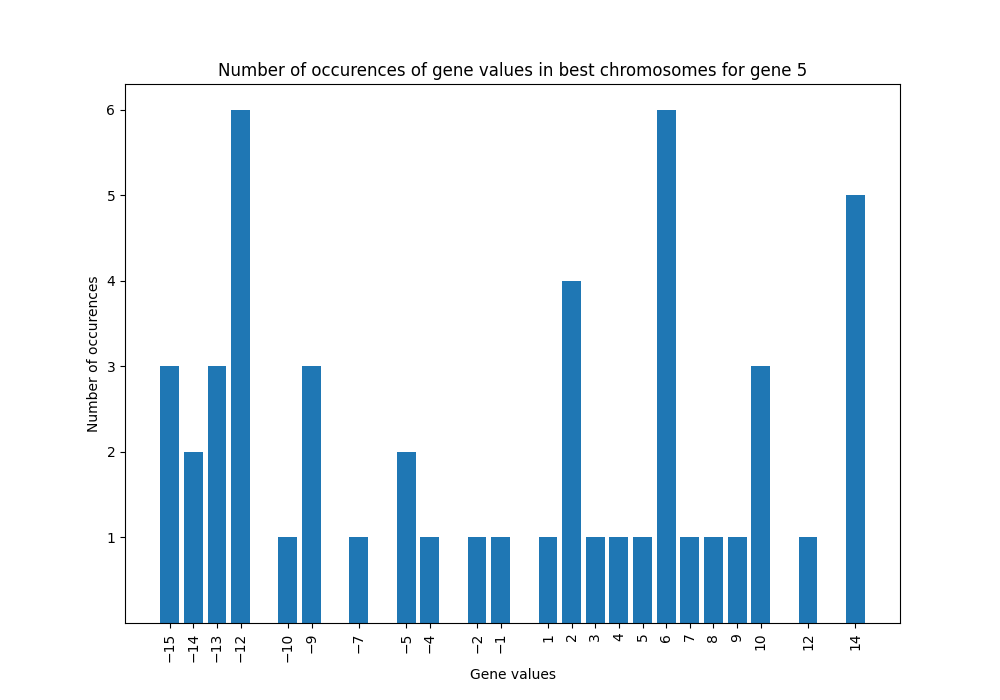 Number of occurences of gene values in best chromosomes for gene 5
Number of occurences
6
5
4
3
2
1
−15 −14 −13 −12 −10 −9 −7 −5 −4 −2 −1 1 2 3 4 5 6 7 8 9 10 12 14
Gene values